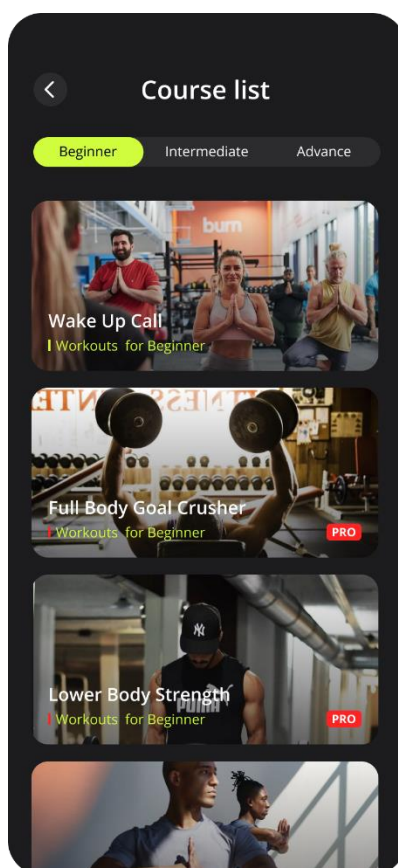 Course list
Beginner Intermediate Advance
burn
Wake Up Call
Workouts for Beginner
Full Body Goal Crusher
Workouts for Beginner
PRO
Lower Body Strength
PUMA
Workouts for Beginner
PRO